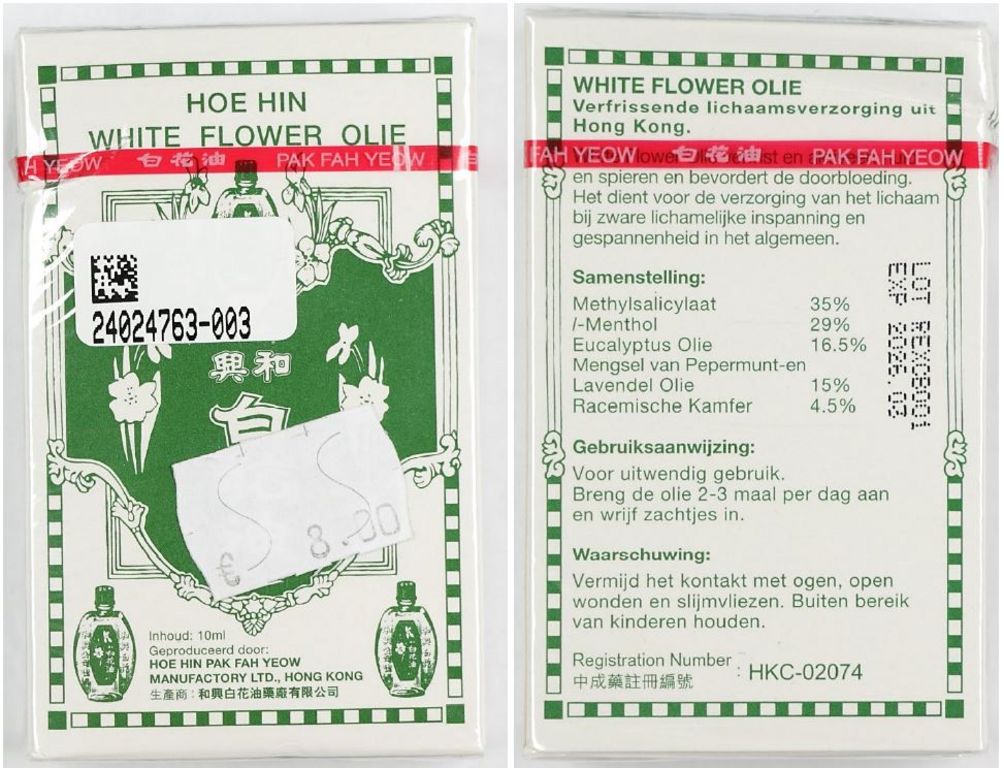 HOE HIN
WHITE FLOWER OLIE
H YEOW 白花油 PAK FAH YEOW
24024763-003
興和
白
€ 8.90
Inhoud: 10ml
Geproduceerd door:
HOE HIN PAK FAH YEOW
MANUFACTORY LTD., HONG KONG
生產商：和興白花油藥廠有限公司
WHITE FLOWER OLIE
Verfrissende lichaamsverzorging uit
Hong Kong.
FAH YEOW 白花油 PAK FAH YEOW
en spieren en bevordert de doorbloeding.
Het dient voor de verzorging van het lichaam
bij zware lichamelijke inspanning en
gespannenheid in het algemeen.
Samenstelling:
Methylsalicylaat 35%
l-Menthol 29%
Eucalyptus Olie 16.5%
Mengsel van Pepermunt-en
Lavendel Olie 15%
Racemische Kamfer 4.5%
LOT
EXP 2026.02
Gebruiksaanwijzing:
Voor uitwendig gebruik.
Breng de olie 2-3 maal per dag aan
en wrijf zachtjes in.
Waarschuwing:
Vermijd het kontakt met ogen, open
wonden en slijmvliezen. Buiten bereik
van kinderen houden.
Registration Number
中成藥註冊編號 : HKC-02074